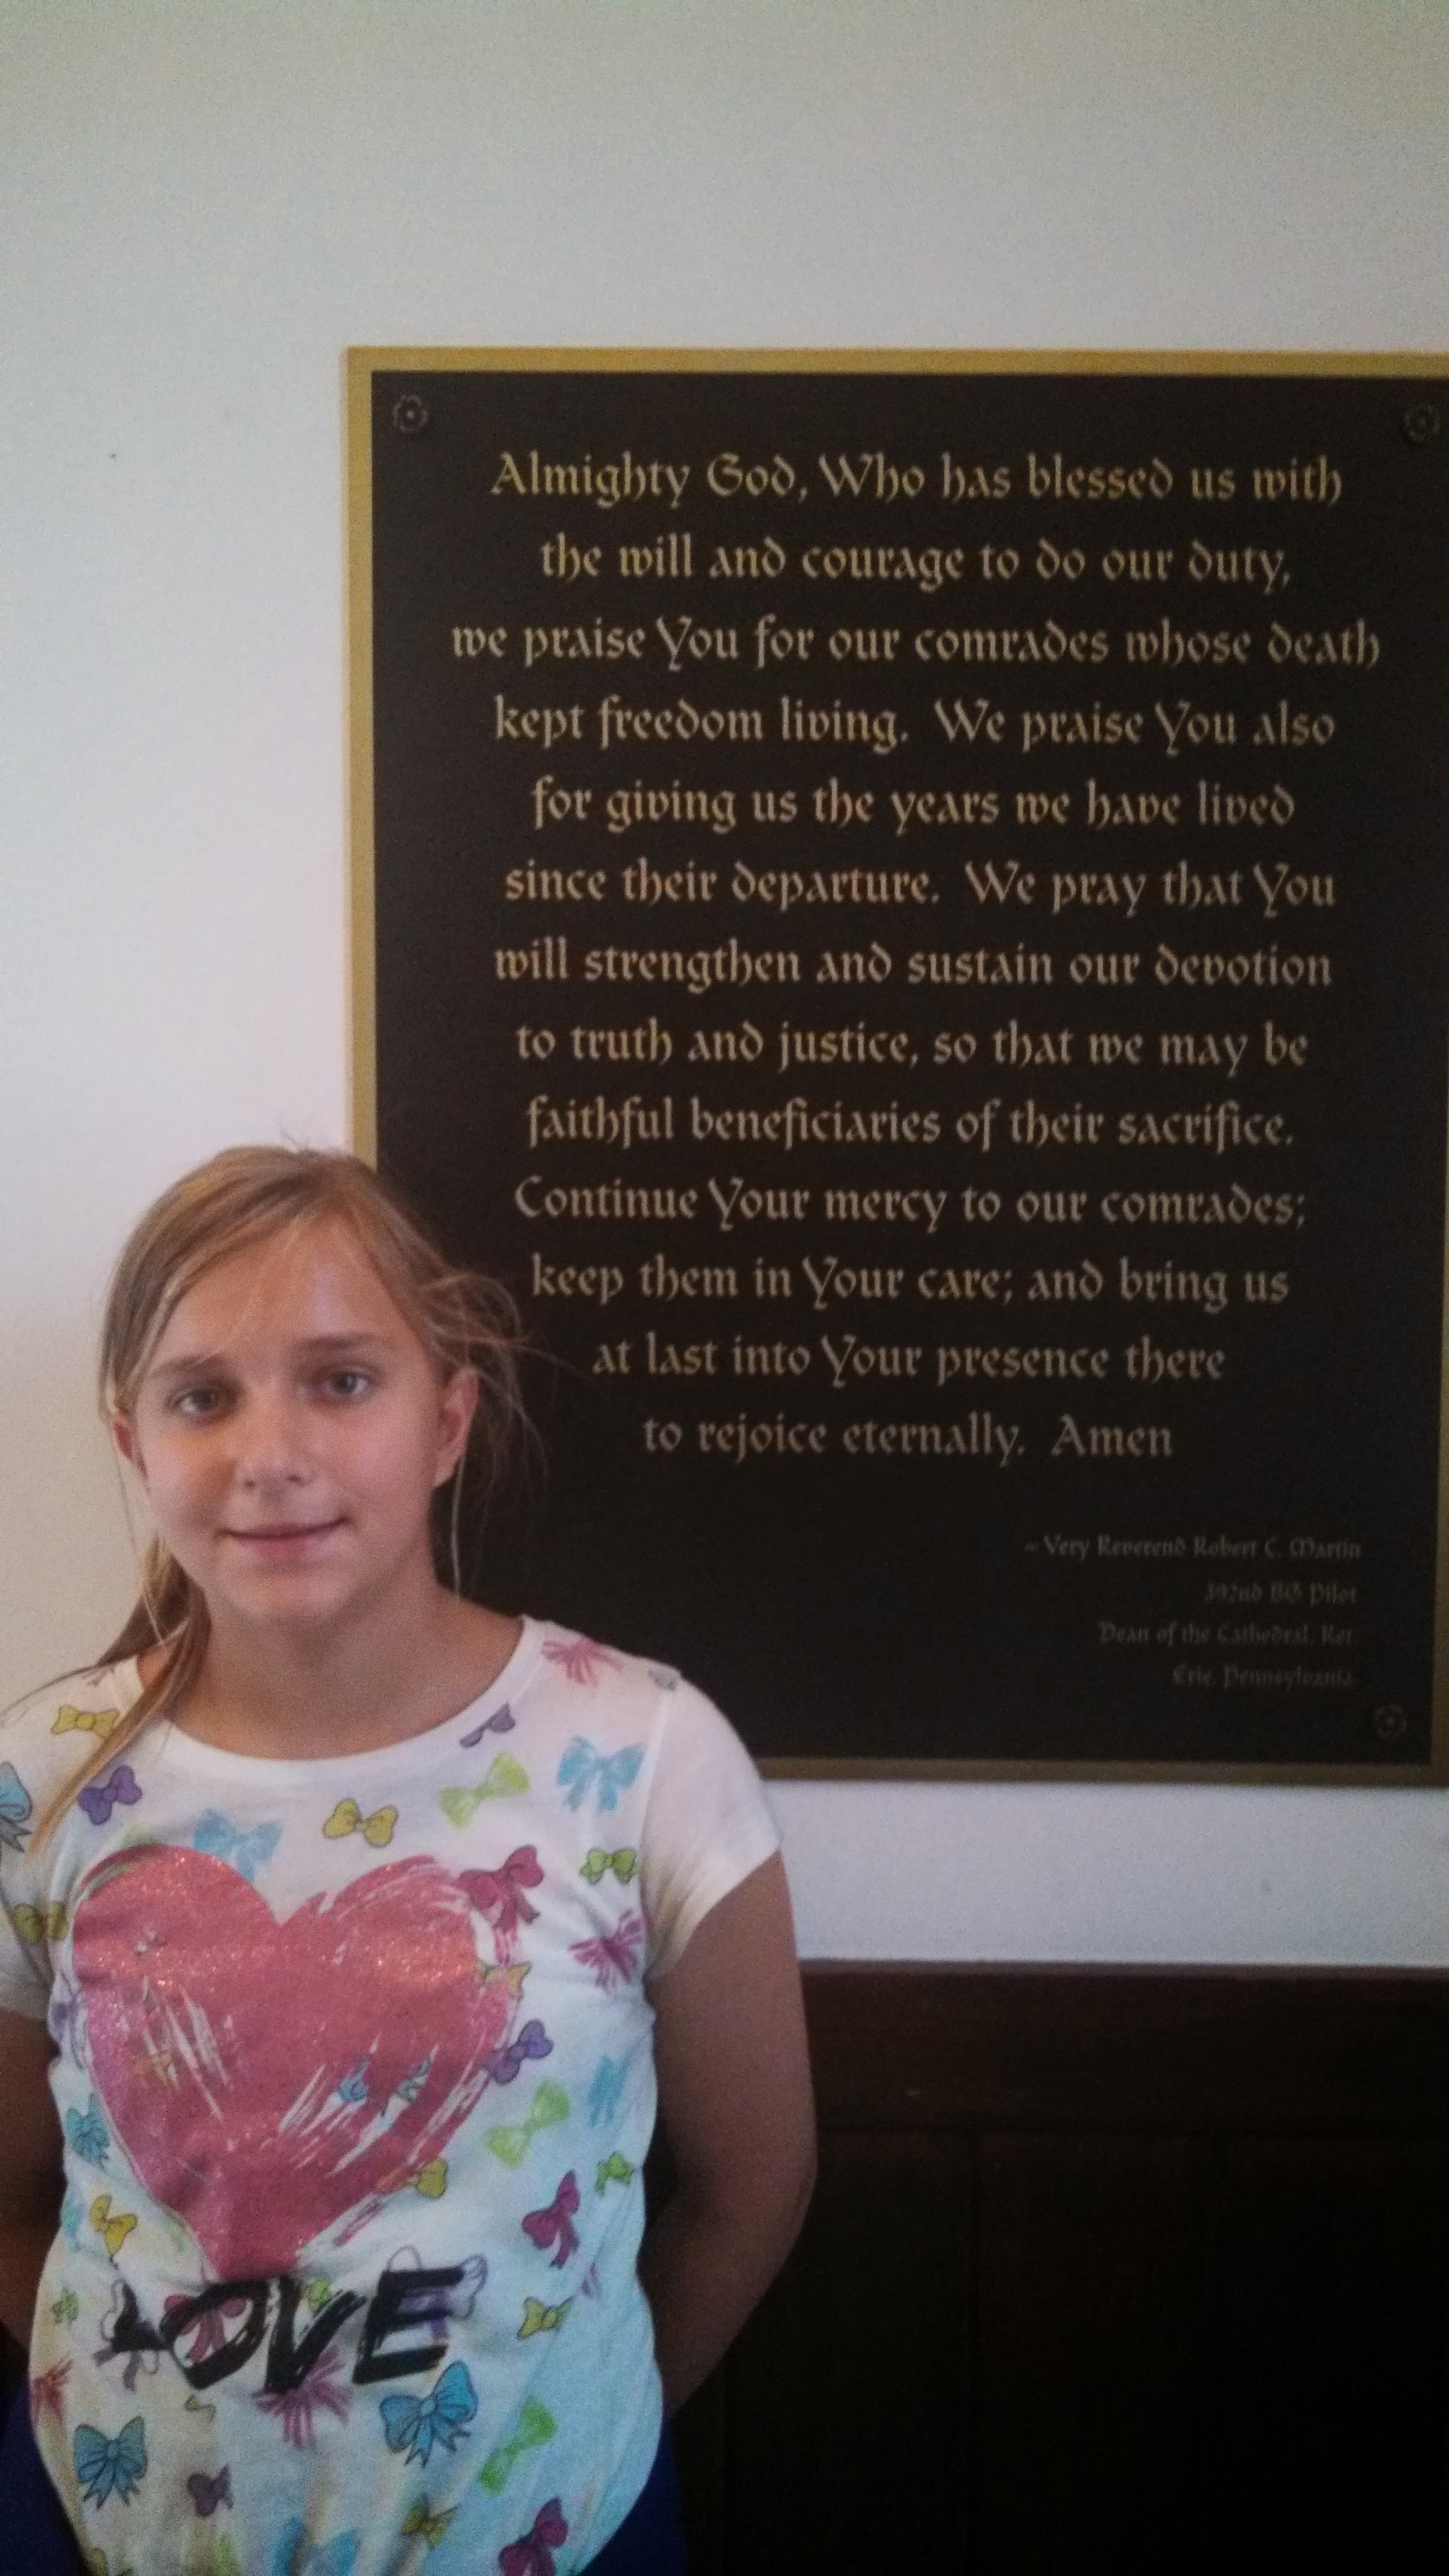 Almighty God, Who has blessed us with
the will and courage to do our duty,
we praise You for our comrades whose death
kept freedom living. We praise You also
for giving us the years we have lived
since their departure. We pray that You
will strengthen and sustain our devotion
to truth and justice, so that we may be
faithful beneficiaries of their sacrifice.
Continue Your mercy to our comrades;
keep them in Your care; and bring us
at last into Your presence there
to rejoice eternally. Amen
~ Very Reverend Robert C. Martin
392nd BG Pilot
Dean of the Cathedral, Ret.
Erie, Pennsylvania
LOVE